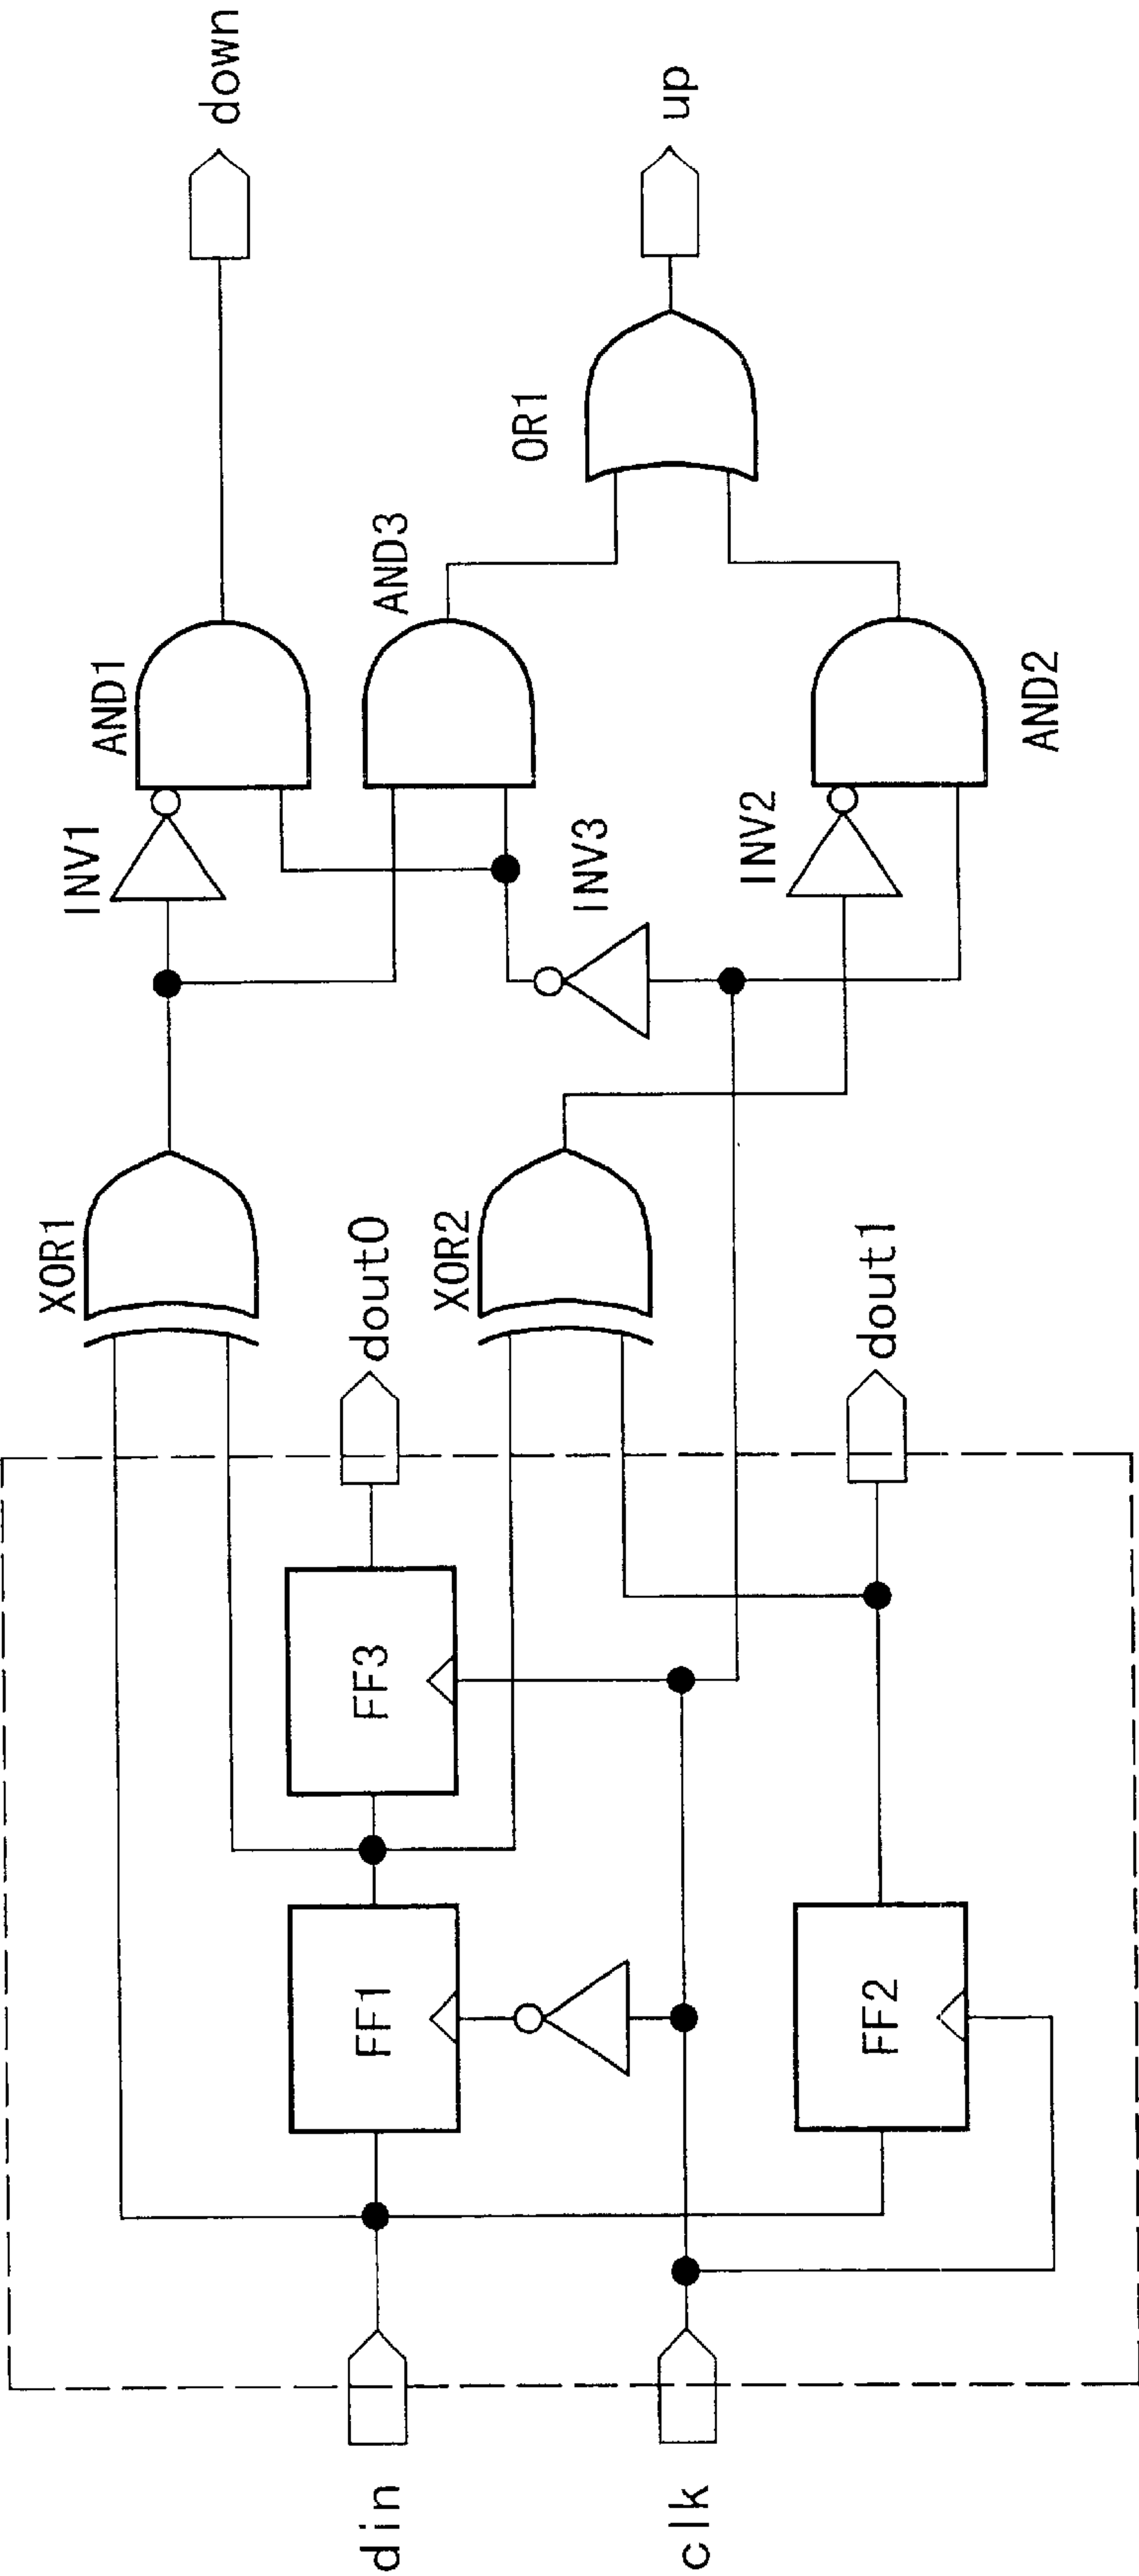 din
clk
FF1
FF2
FF3
dout0
dout1
XOR1
XOR2
INV1
INV3
INV2
AND1
AND3
AND2
OR1
down
up